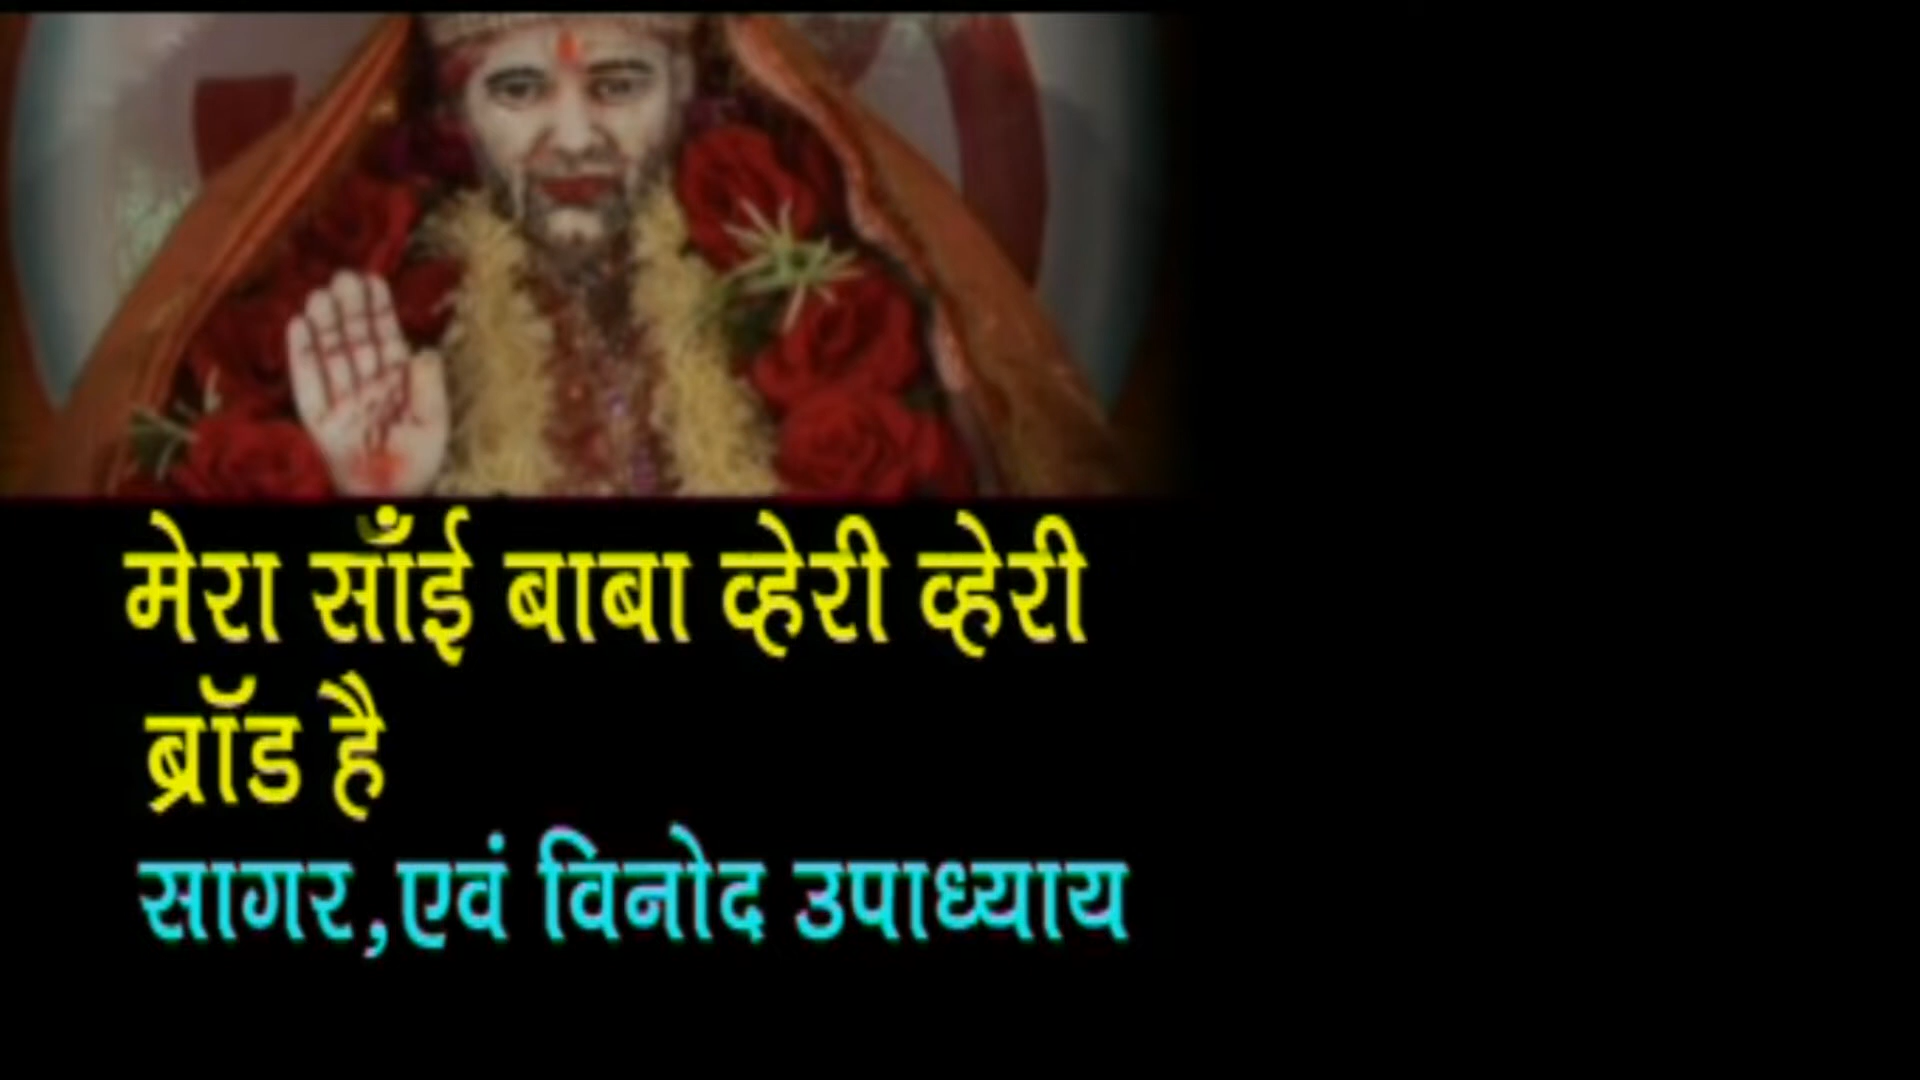 मेरा साँई बाबा व्हेरी व्हेरी
ब्रॉड है
सागर,एवं विनोद उपाध्याय